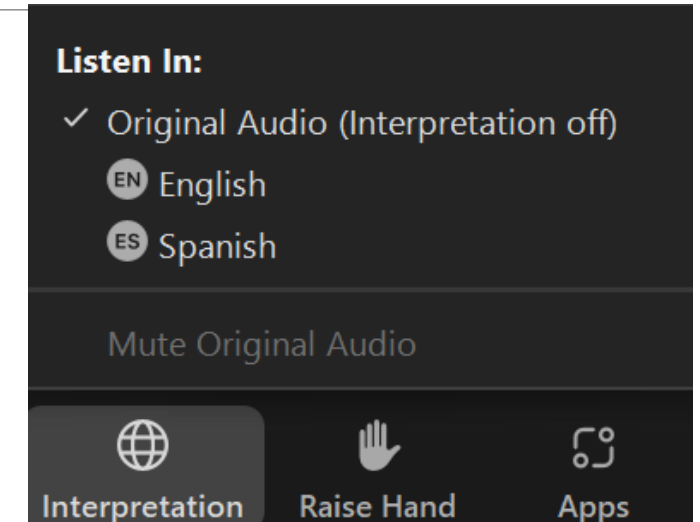 Listen In:
✓ Original Audio (Interpretation off)
EN English
ES Spanish
Mute Original Audio
Interpretation Raise Hand Apps